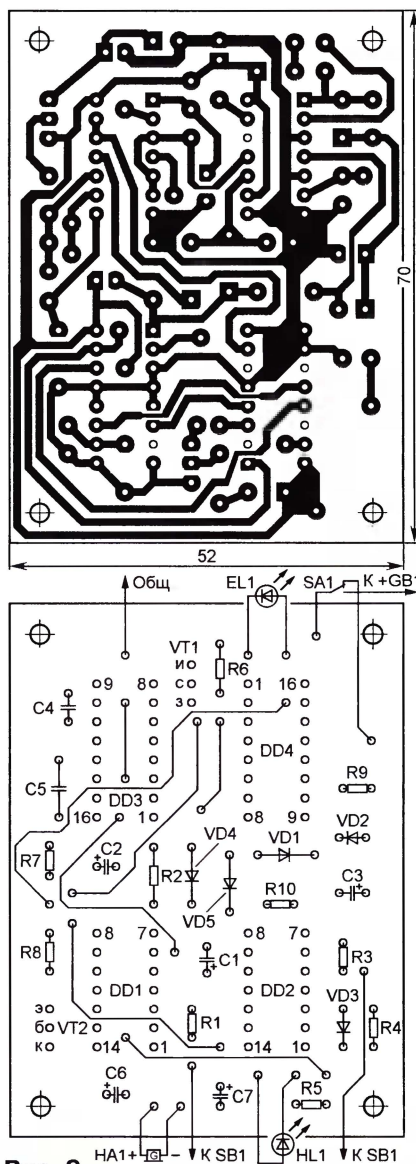 70
52
Общ
EL1
SA1
К +GB1
VT1
и
с
з
R6
C4
9
8
1
16
C5
DD3
DD4
R9
16
1
8
9
VD4
VD1
VD2
R7
C2
R2
VD5
R10
C3
R8
8
7
C1
8
7
R3
DD1
DD2
VD3
э
б
к
VT2
R1
R4
14
1
14
1
C6
C7
R5
HA1
+
−
К SB1
HL1
К SB1